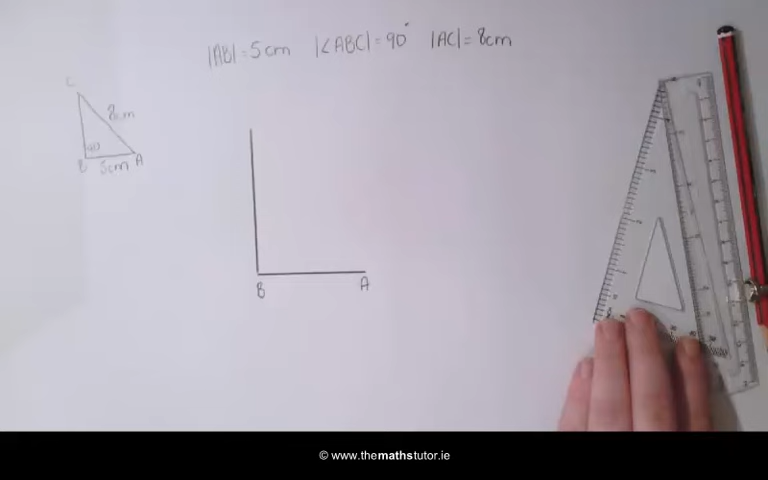 |AB| = 5cm |∠ABC| = 90° |AC| = 8cm
C
8cm
90
B 5cm A
B A
© www.themathstutor.ie